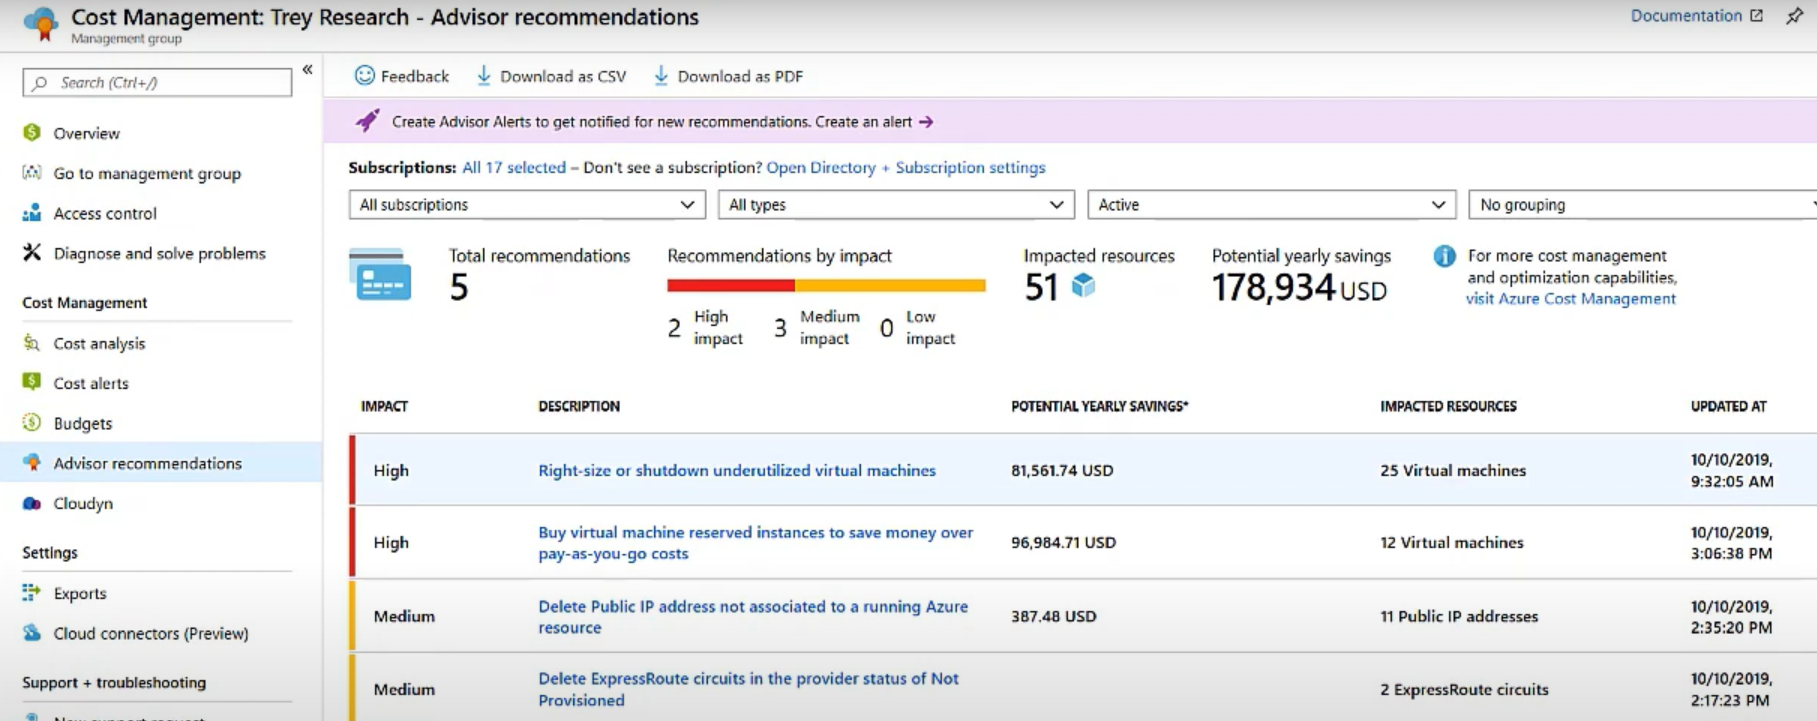 Cost Management: Trey Research - Advisor recommendations
Management group
Documentation
Search (Ctrl+/)
«
Overview
Go to management group
Access control
Diagnose and solve problems
Cost Management
Cost analysis
Cost alerts
Budgets
Advisor recommendations
Cloudyn
Settings
Exports
Cloud connectors (Preview)
Support + troubleshooting
New support request
Feedback
Download as CSV
Download as PDF
Create Advisor Alerts to get notified for new recommendations. Create an alert →
Subscriptions: All 17 selected – Don't see a subscription? Open Directory + Subscription settings
All subscriptions
All types
Active
No grouping
Total recommendations
5
Recommendations by impact
2 High impact
3 Medium impact
0 Low impact
Impacted resources
51
Potential yearly savings
178,934 USD
For more cost management
and optimization capabilities,
visit Azure Cost Management
IMPACT DESCRIPTION POTENTIAL YEARLY SAVINGS* IMPACTED RESOURCES UPDATED AT
High
Right-size or shutdown underutilized virtual machines
81,561.74 USD
25 Virtual machines
10/10/2019,
9:32:05 AM
High
Buy virtual machine reserved instances to save money over
pay-as-you-go costs
96,984.71 USD
12 Virtual machines
10/10/2019,
3:06:38 PM
Medium
Delete Public IP address not associated to a running Azure
resource
387.48 USD
11 Public IP addresses
10/10/2019,
2:35:20 PM
Medium
Delete ExpressRoute circuits in the provider status of Not
Provisioned
2 ExpressRoute circuits
10/10/2019,
2:17:23 PM